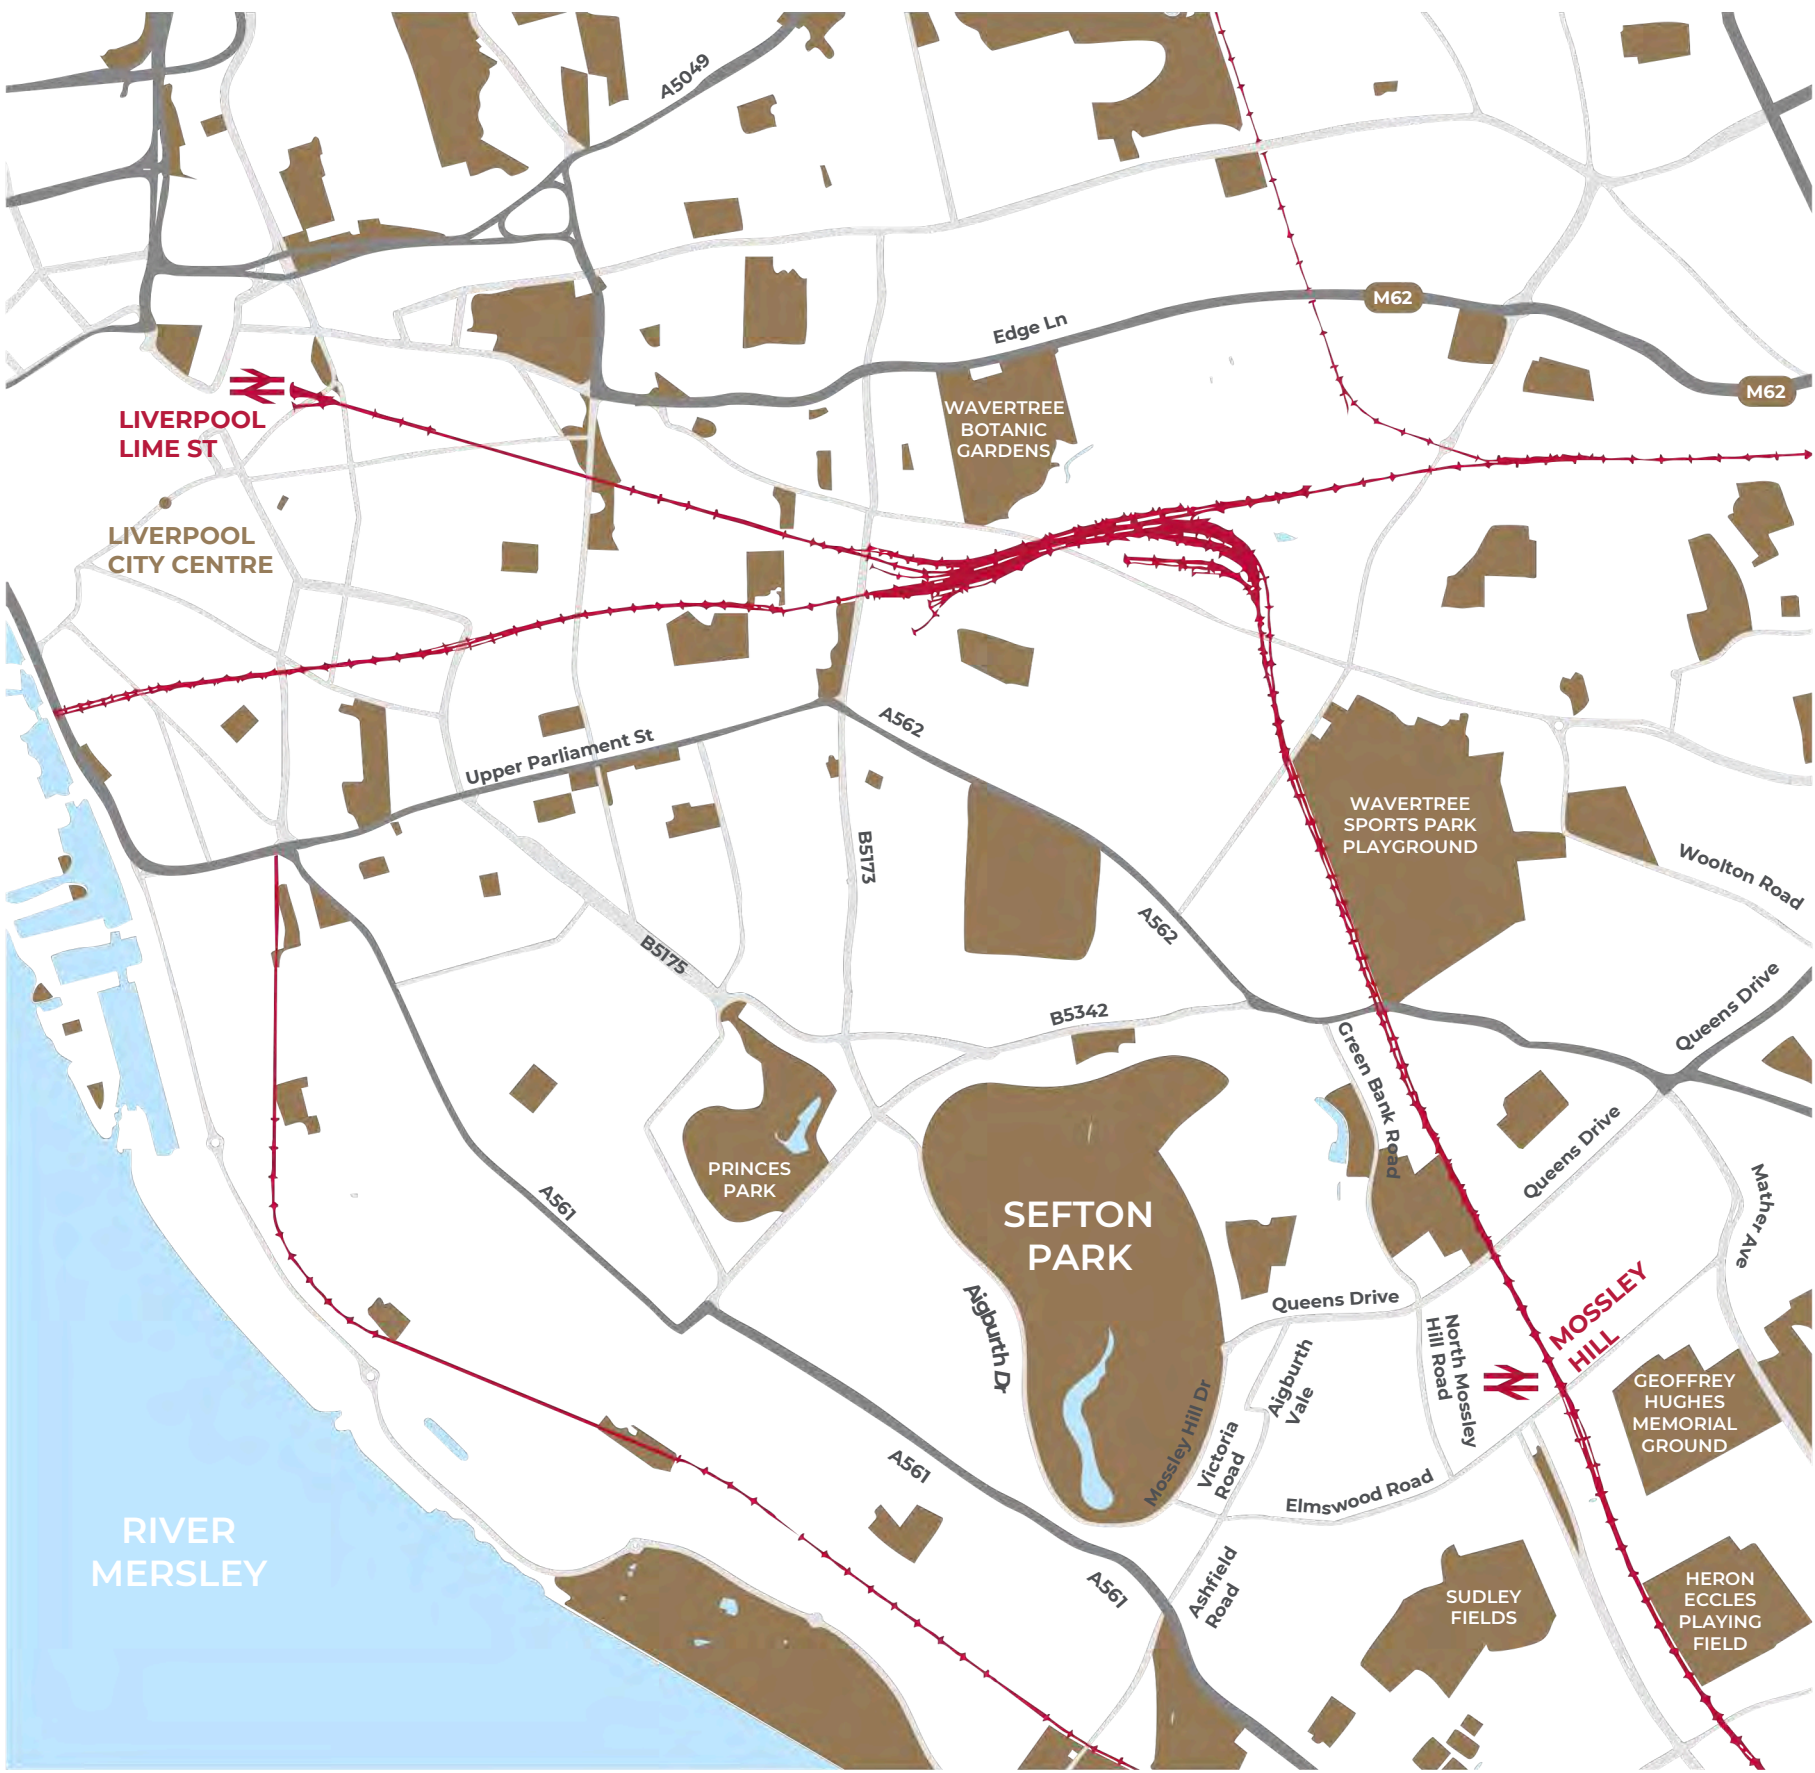 A5049
M62
Edge Ln
M62
LIVERPOOL
LIME ST
WAVERTREE
BOTANIC
GARDENS
LIVERPOOL
CITY CENTRE
A562
Upper Parliament St
WAVERTREE
SPORTS PARK
PLAYGROUND
B5173
Woolton Road
A562
B5175
Queens Drive
B5342
Green Bank Road
Queens Drive
PRINCES
PARK
A561
SEFTON
PARK
Mather Ave
Aigburth Dr
Queens Drive
MOSSLEY
HILL
North Mossley
Hill Road
Aigburth
Vale
GEOFFREY
HUGHES
MEMORIAL
GROUND
Mossley Hill Dr
Victoria
Road
A561
Elmswood Road
RIVER
MERSLEY
Ashfield
Road
A561
SUDLEY
FIELDS
HERON
ECCLES
PLAYING
FIELD